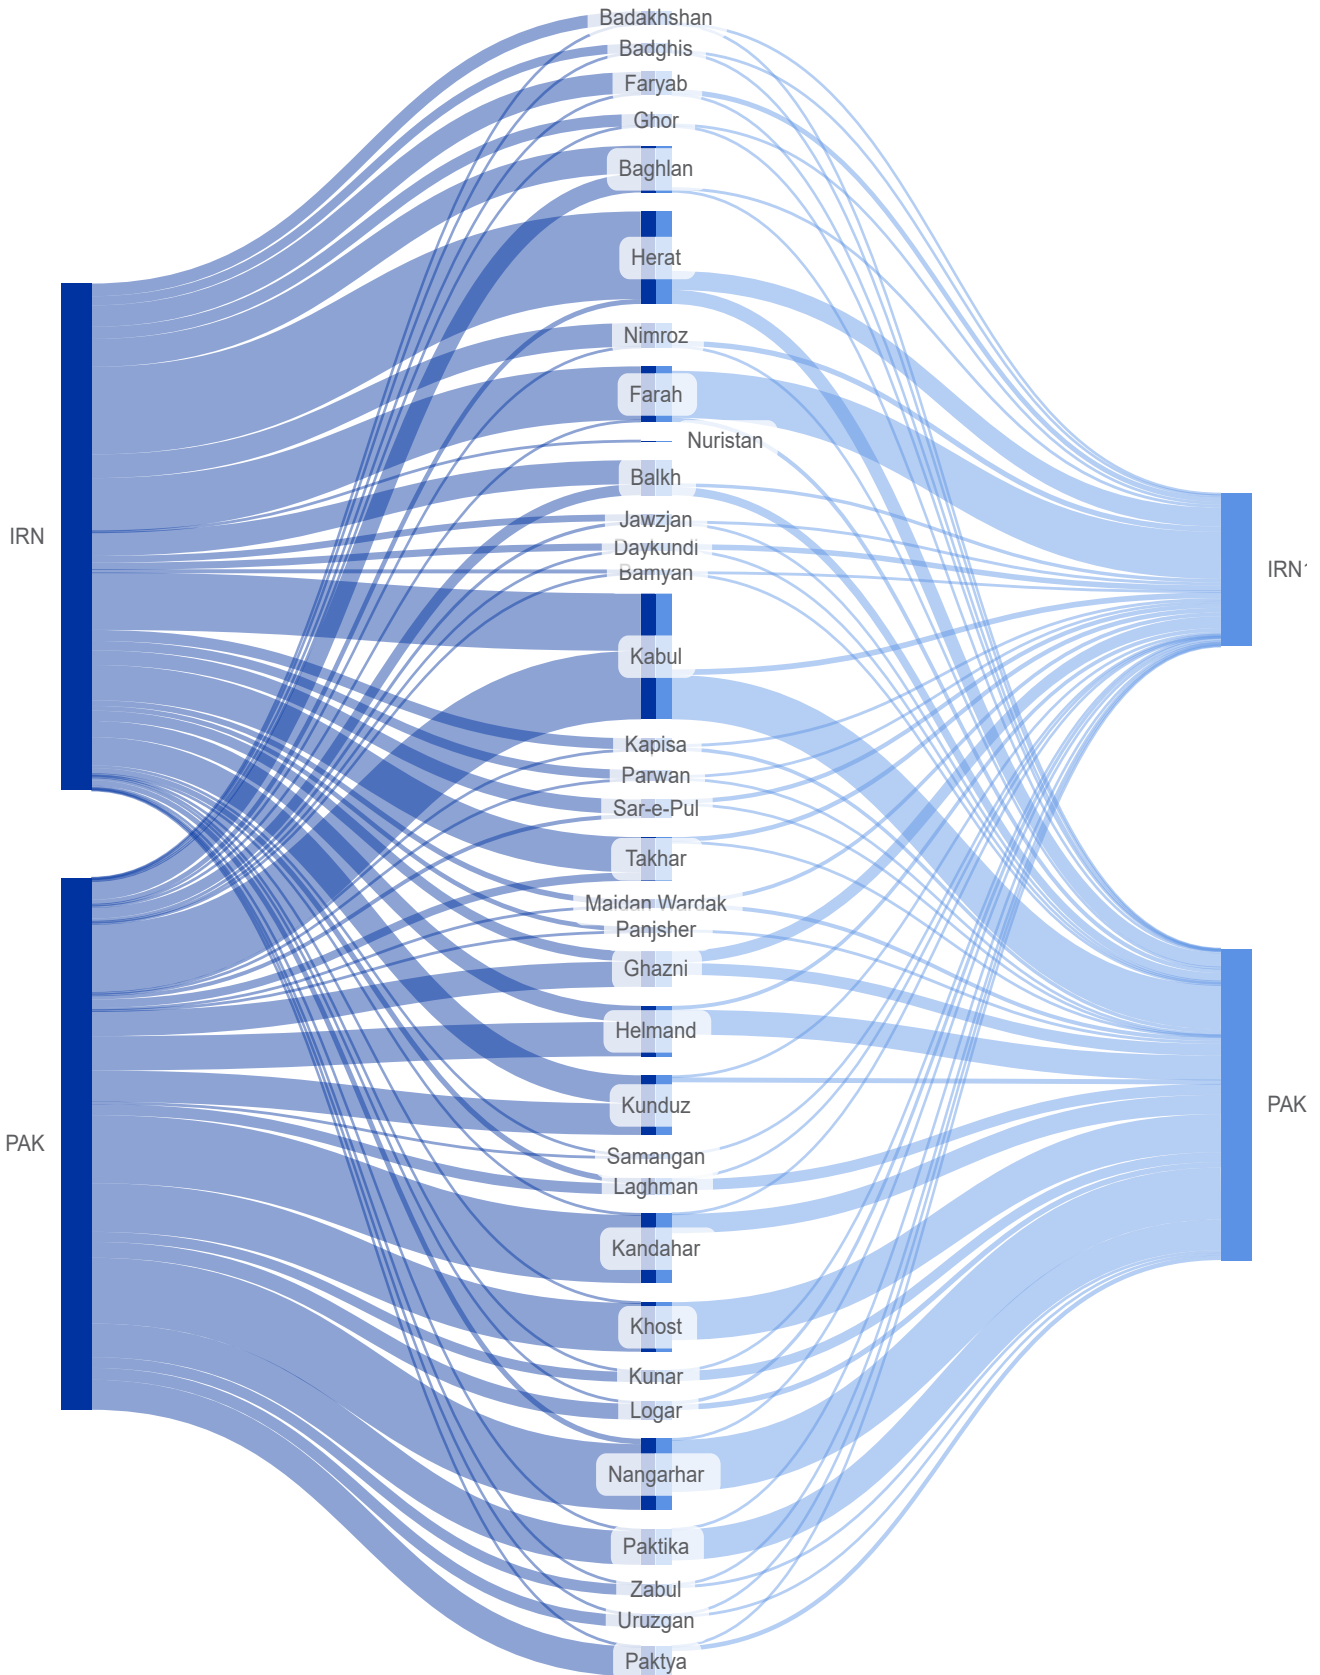 Badakhshan
Badghis
Faryab
Ghor
Baghlan
Herat
Nimroz
Farah
Nuristan
Balkh
Jawzjan
IRN
Daykundi
Bamyan
IRN
Kabul
Kapisa
Parwan
Sar-e-Pul
Takhar
Maidan Wardak
Panjsher
Ghazni
Helmand
Kunduz
PAK
PAK
Samangan
Laghman
Kandahar
Khost
Kunar
Logar
Nangarhar
Paktika
Zabul
Uruzgan
Paktya